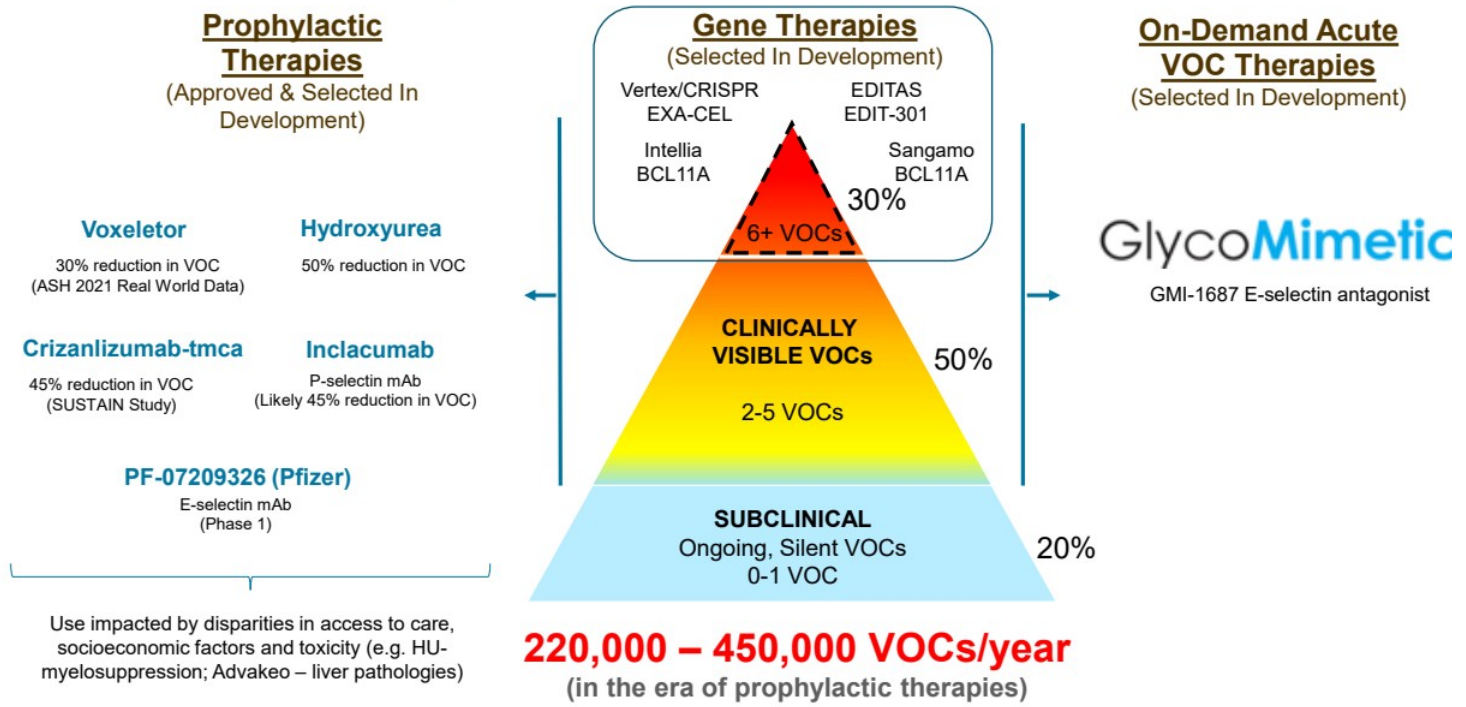 Prophylactic
Therapies
(Approved & Selected In
Development)
Voxeletor
30% reduction in VOC
(ASH 2021 Real World Data)
Hydroxyurea
50% reduction in VOC
Crizanlizumab-tmca
45% reduction in VOC
(SUSTAIN Study)
Inclacumab
P-selectin mAb
(Likely 45% reduction in VOC)
PF-07209326 (Pfizer)
E-selectin mAb
(Phase 1)
Use impacted by disparities in access to care,
socioeconomic factors and toxicity (e.g. HU-
myelosuppression; Advakeo – liver pathologies)
Gene Therapies
(Selected In Development)
Vertex/CRISPR
EXA-CEL
EDITAS
EDIT-301
Intellia
BCL11A
Sangamo
BCL11A
30%
6+ VOCs
CLINICALLY
VISIBLE VOCs
50%
2-5 VOCs
SUBCLINICAL
Ongoing, Silent VOCs
0-1 VOC
20%
220,000 – 450,000 VOCs/year
(in the era of prophylactic therapies)
On-Demand Acute
VOC Therapies
(Selected In Development)
GlycoMimetic
GMI-1687 E-selectin antagonist